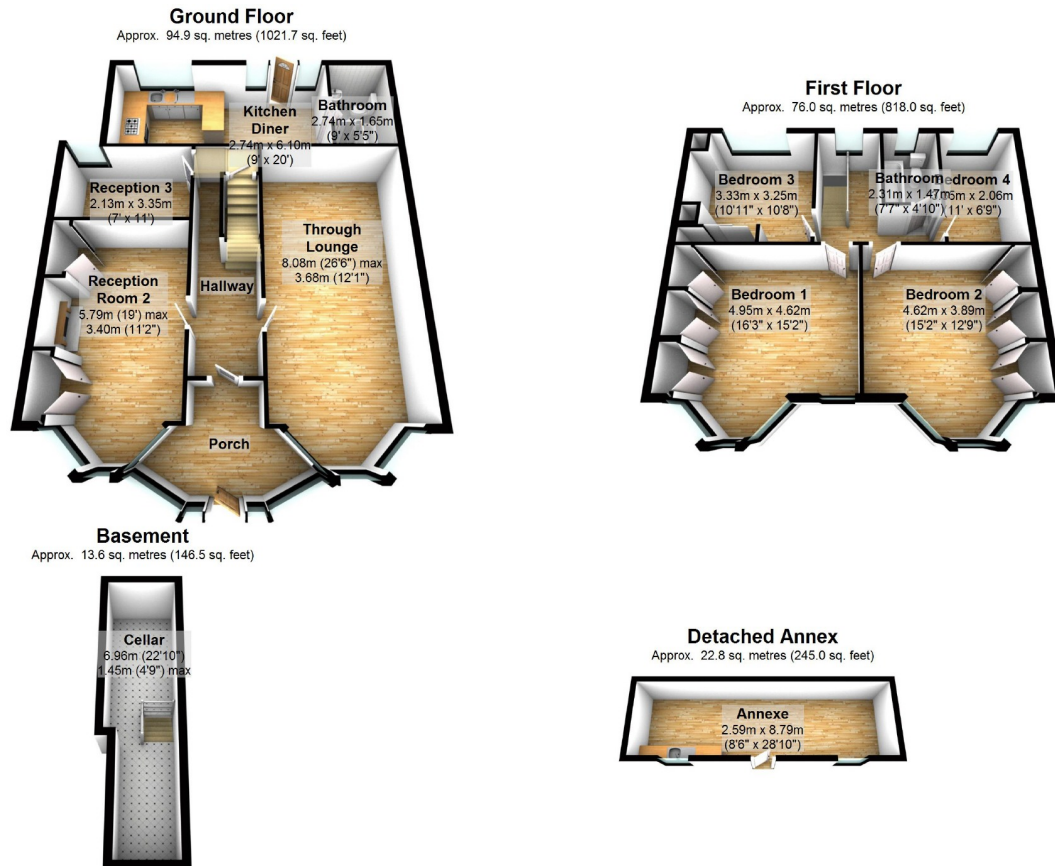 Ground Floor
Approx. 94.9 sq. metres (1021.7 sq. feet)
Kitchen
Diner
2.74m x 6.10m
(9' x 20')
Bathroom
2.74m x 1.65m
(9' x 5'5")
Reception 3
2.13m x 3.35m
(7' x 11')
Through
Lounge
8.08m (26'6") max
3.68m (12'1")
Reception
Room 2
5.79m (19') max
3.40m (11'2")
Hallway
Porch
First Floor
Approx. 76.0 sq. metres (818.0 sq. feet)
Bedroom 3
3.33m x 3.25m
(10'11" x 10'8")
Bathroom
2.31m x 1.47m
(7'7" x 4'10")
4
x 2.06m
(11' x 6'9")
Bedroom 1
4.95m x 4.62m
(16'3" x 15'2")
Bedroom 2
4.62m x 3.89m
(15'2" x 12'9")
Basement
Approx. 13.6 sq. metres (146.5 sq. feet)
Cellar
6.96m (22'10")
1.45m (4'9") max
Detached Annex
Approx. 22.8 sq. metres (245.0 sq. feet)
Annexe
2.59m x 8.79m
(8'6" x 28'10")